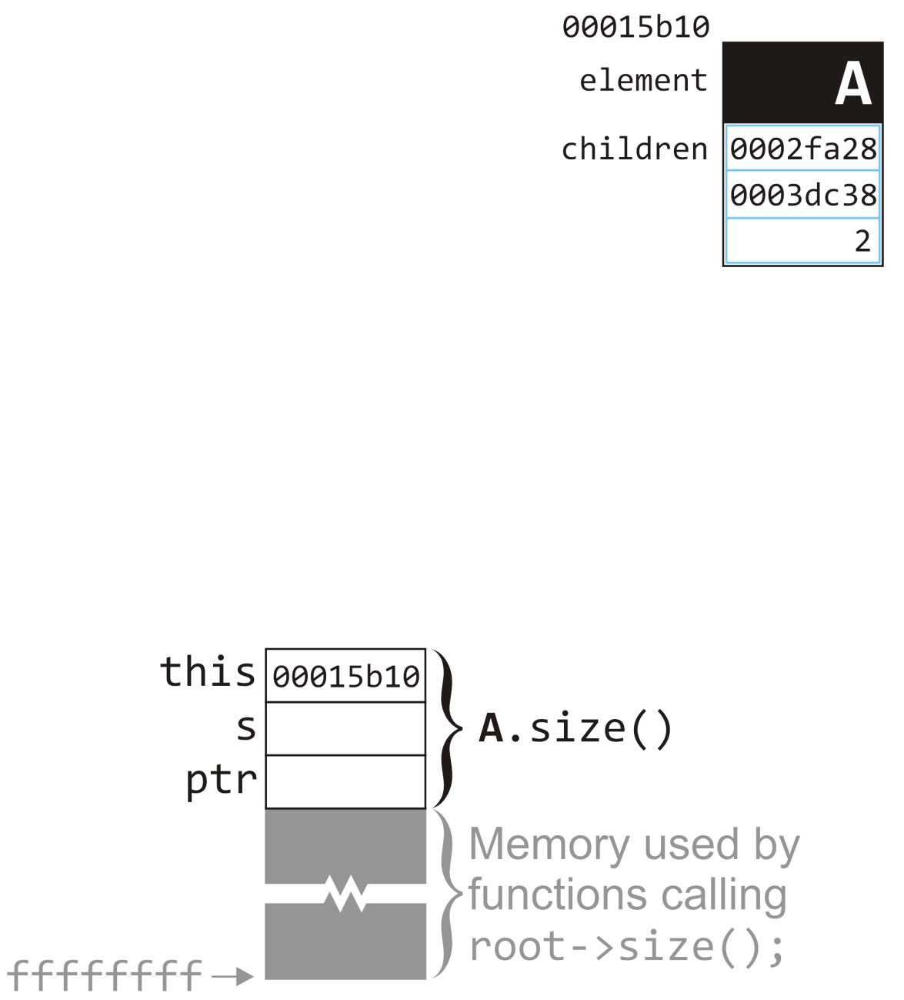 00015b10
element A
children 0002fa28
0003dc38
2
this 00015b10
s
A.size()
ptr
Memory used by
functions calling
root->size();
ffffffff